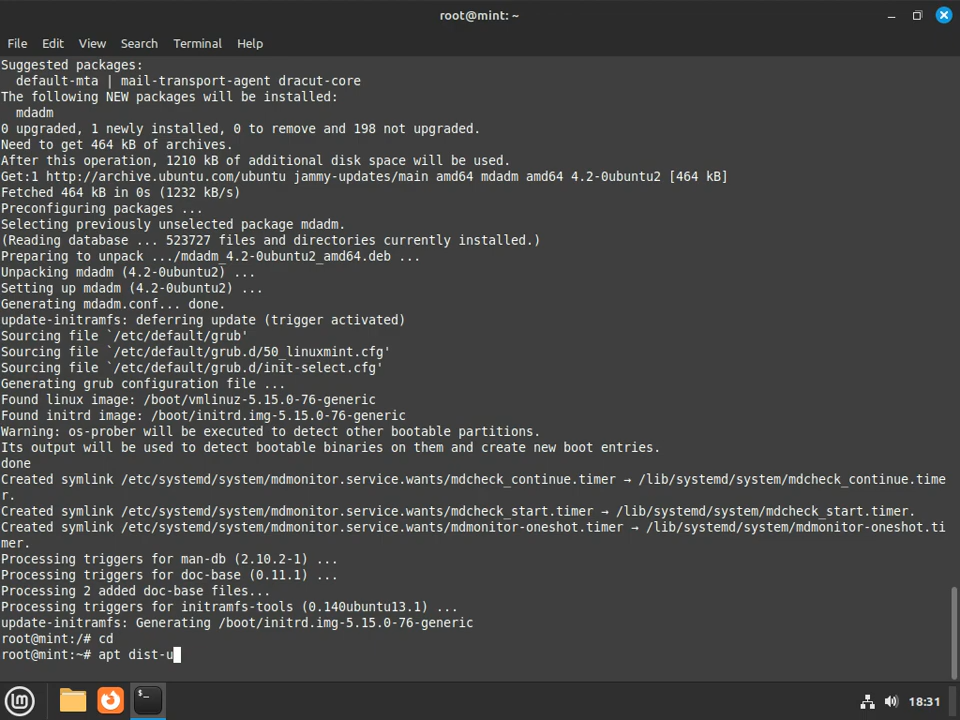 root@mint: ~
File Edit View Search Terminal Help
Suggested packages:
  default-mta | mail-transport-agent dracut-core
The following NEW packages will be installed:
  mdadm
0 upgraded, 1 newly installed, 0 to remove and 198 not upgraded.
Need to get 464 kB of archives.
After this operation, 1210 kB of additional disk space will be used.
Get:1 http://archive.ubuntu.com/ubuntu jammy-updates/main amd64 mdadm amd64 4.2-0ubuntu2 [464 kB]
Fetched 464 kB in 0s (1232 kB/s)
Preconfiguring packages ...
Selecting previously unselected package mdadm.
(Reading database ... 523727 files and directories currently installed.)
Preparing to unpack .../mdadm_4.2-0ubuntu2_amd64.deb ...
Unpacking mdadm (4.2-0ubuntu2) ...
Setting up mdadm (4.2-0ubuntu2) ...
Generating mdadm.conf... done.
update-initramfs: deferring update (trigger activated)
Sourcing file `/etc/default/grub'
Sourcing file `/etc/default/grub.d/50_linuxmint.cfg'
Sourcing file `/etc/default/grub.d/init-select.cfg'
Generating grub configuration file ...
Found linux image: /boot/vmlinuz-5.15.0-76-generic
Found initrd image: /boot/initrd.img-5.15.0-76-generic
Warning: os-prober will be executed to detect other bootable partitions.
Its output will be used to detect bootable binaries on them and create new boot entries.
done
Created symlink /etc/systemd/system/mdmonitor.service.wants/mdcheck_continue.timer → /lib/systemd/system/mdcheck_continue.time
r.
Created symlink /etc/systemd/system/mdmonitor.service.wants/mdcheck_start.timer → /lib/systemd/system/mdcheck_start.timer.
Created symlink /etc/systemd/system/mdmonitor.service.wants/mdmonitor-oneshot.timer → /lib/systemd/system/mdmonitor-oneshot.ti
mer.
Processing triggers for man-db (2.10.2-1) ...
Processing triggers for doc-base (0.11.1) ...
Processing 2 added doc-base files...
Processing triggers for initramfs-tools (0.140ubuntu13.1) ...
update-initramfs: Generating /boot/initrd.img-5.15.0-76-generic
root@mint:/# cd
root@mint:~# apt dist-u
18:31